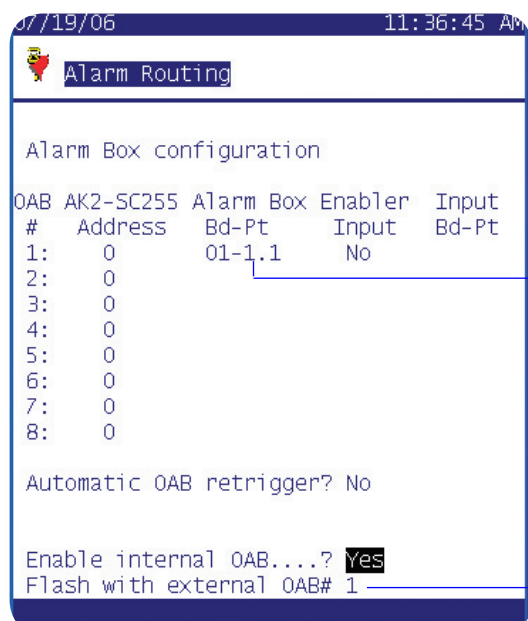 07/19/06 11:36:45 AM
Alarm Routing
Alarm Box configuration
OAB AK2-SC255 Alarm Box Enabler Input
# Address Bd-Pt Input Bd-Pt
1: 0 01-1.1 No
2: 0
3: 0
4: 0
5: 0
6: 0
7: 0
8: 0
Automatic OAB retrigger? No
Enable internal OAB....? Yes
Flash with external OAB# 1